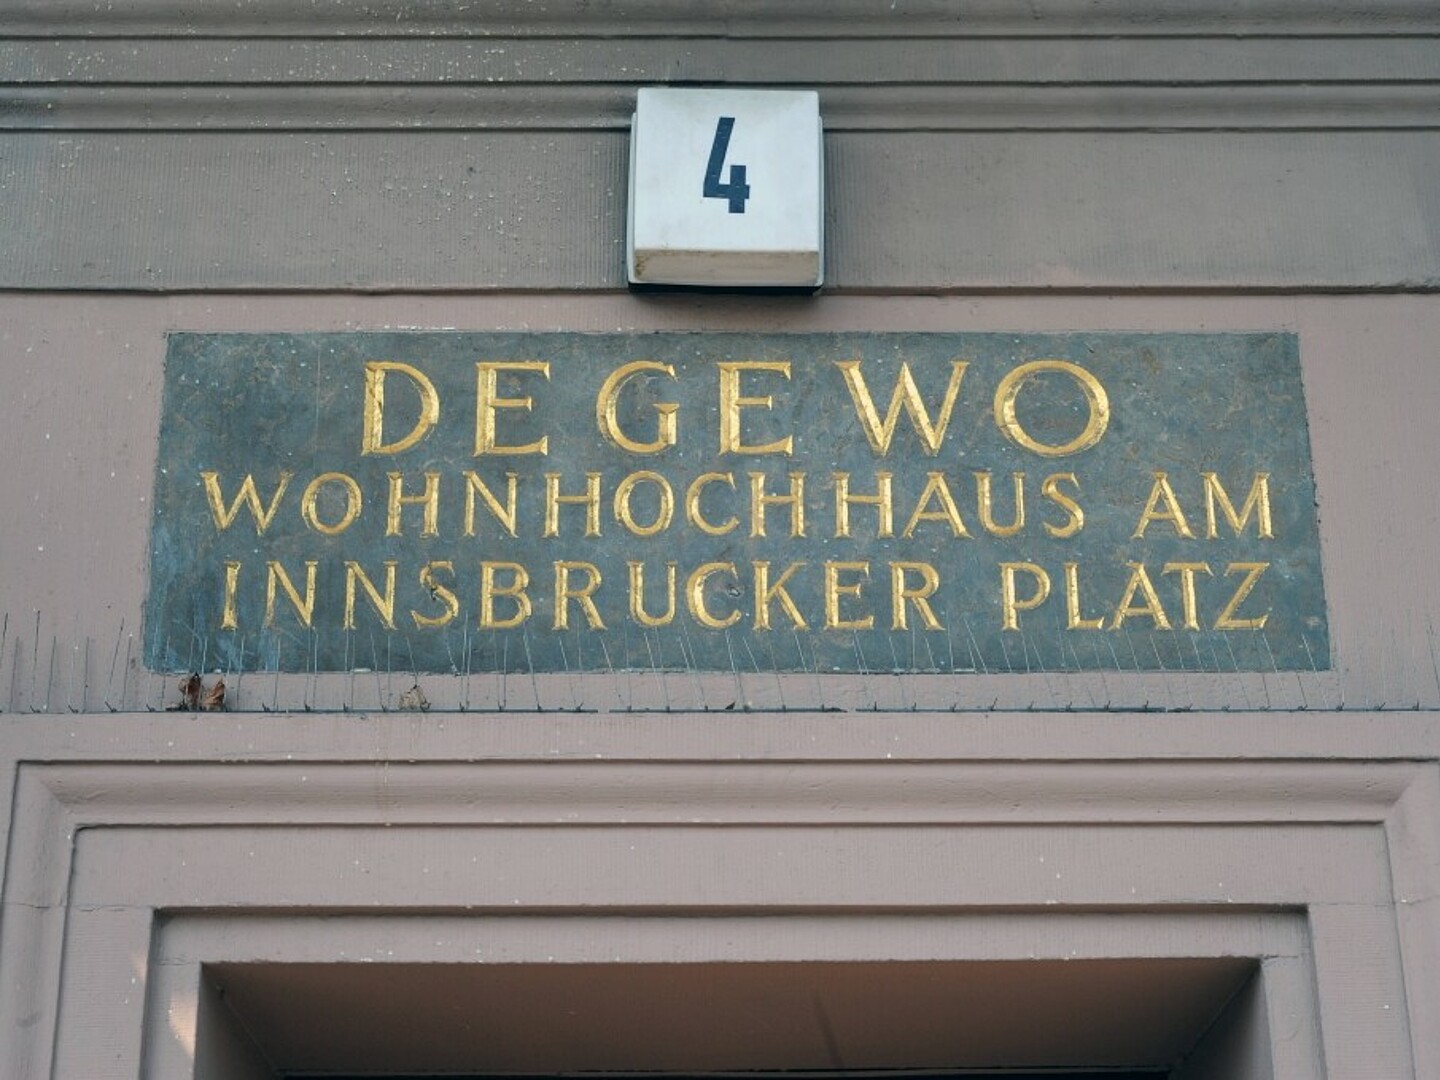 4
DEGEWO
WOHNHOCHHAUS AM
INNSBRUCKER PLATZ